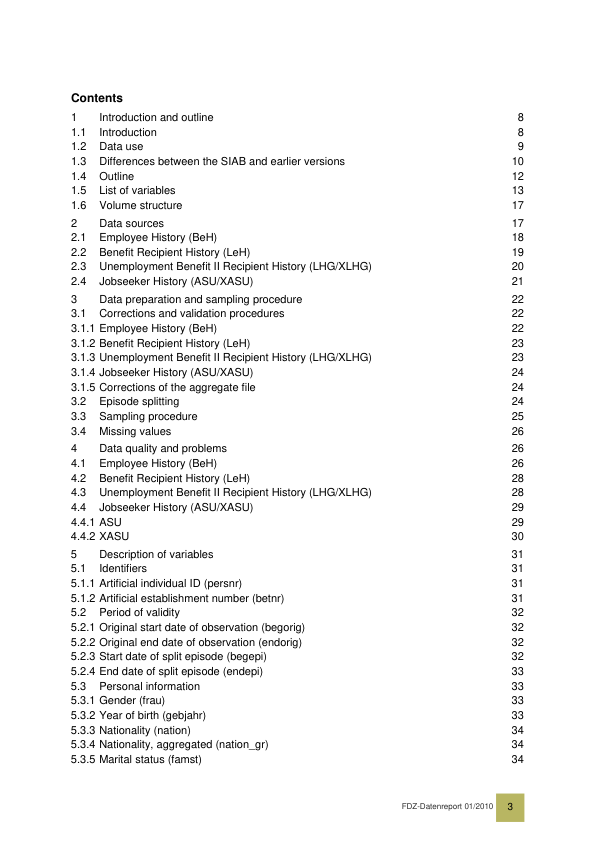 Contents
1 Introduction and outline 8
1.1 Introduction 8
1.2 Data use 9
1.3 Differences between the SIAB and earlier versions 10
1.4 Outline 12
1.5 List of variables 13
1.6 Volume structure 17
2 Data sources 17
2.1 Employee History (BeH) 18
2.2 Benefit Recipient History (LeH) 19
2.3 Unemployment Benefit II Recipient History (LHG/XLHG) 20
2.4 Jobseeker History (ASU/XASU) 21
3 Data preparation and sampling procedure 22
3.1 Corrections and validation procedures 22
3.1.1 Employee History (BeH) 22
3.1.2 Benefit Recipient History (LeH) 23
3.1.3 Unemployment Benefit II Recipient History (LHG/XLHG) 23
3.1.4 Jobseeker History (ASU/XASU) 24
3.1.5 Corrections of the aggregate file 24
3.2 Episode splitting 24
3.3 Sampling procedure 25
3.4 Missing values 26
4 Data quality and problems 26
4.1 Employee History (BeH) 26
4.2 Benefit Recipient History (LeH) 28
4.3 Unemployment Benefit II Recipient History (LHG/XLHG) 28
4.4 Jobseeker History (ASU/XASU) 29
4.4.1 ASU 29
4.4.2 XASU 30
5 Description of variables 31
5.1 Identifiers 31
5.1.1 Artificial individual ID (persnr) 31
5.1.2 Artificial establishment number (betnr) 31
5.2 Period of validity 32
5.2.1 Original start date of observation (begorig) 32
5.2.2 Original end date of observation (endorig) 32
5.2.3 Start date of split episode (begepi) 32
5.2.4 End date of split episode (endepi) 33
5.3 Personal information 33
5.3.1 Gender (frau) 33
5.3.2 Year of birth (gebjahr) 33
5.3.3 Nationality (nation) 34
5.3.4 Nationality, aggregated (nation_gr) 34
5.3.5 Marital status (famst) 34
FDZ-Datenreport 01/2010 3